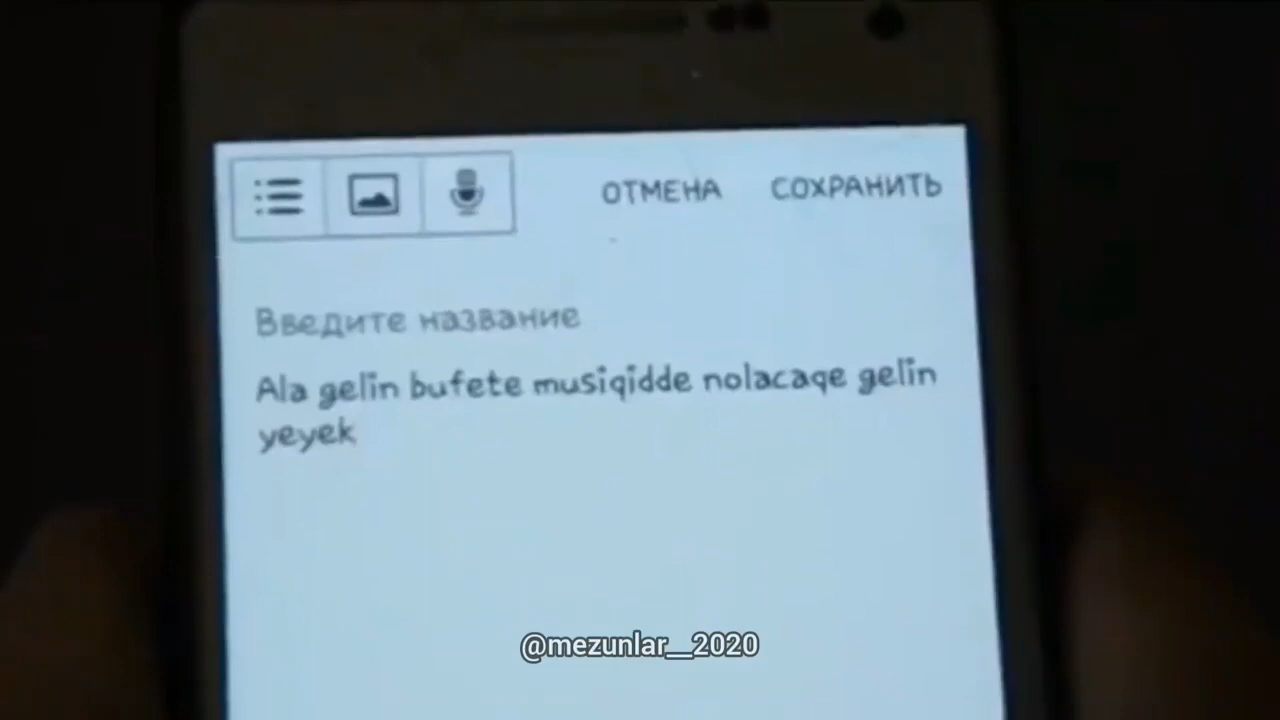 ОТМЕНА СОХРАНИТЬ
Введите название
Ala gelin bufete musiqidde nolacaqe gelin
yeyek
@mezunlar__2020